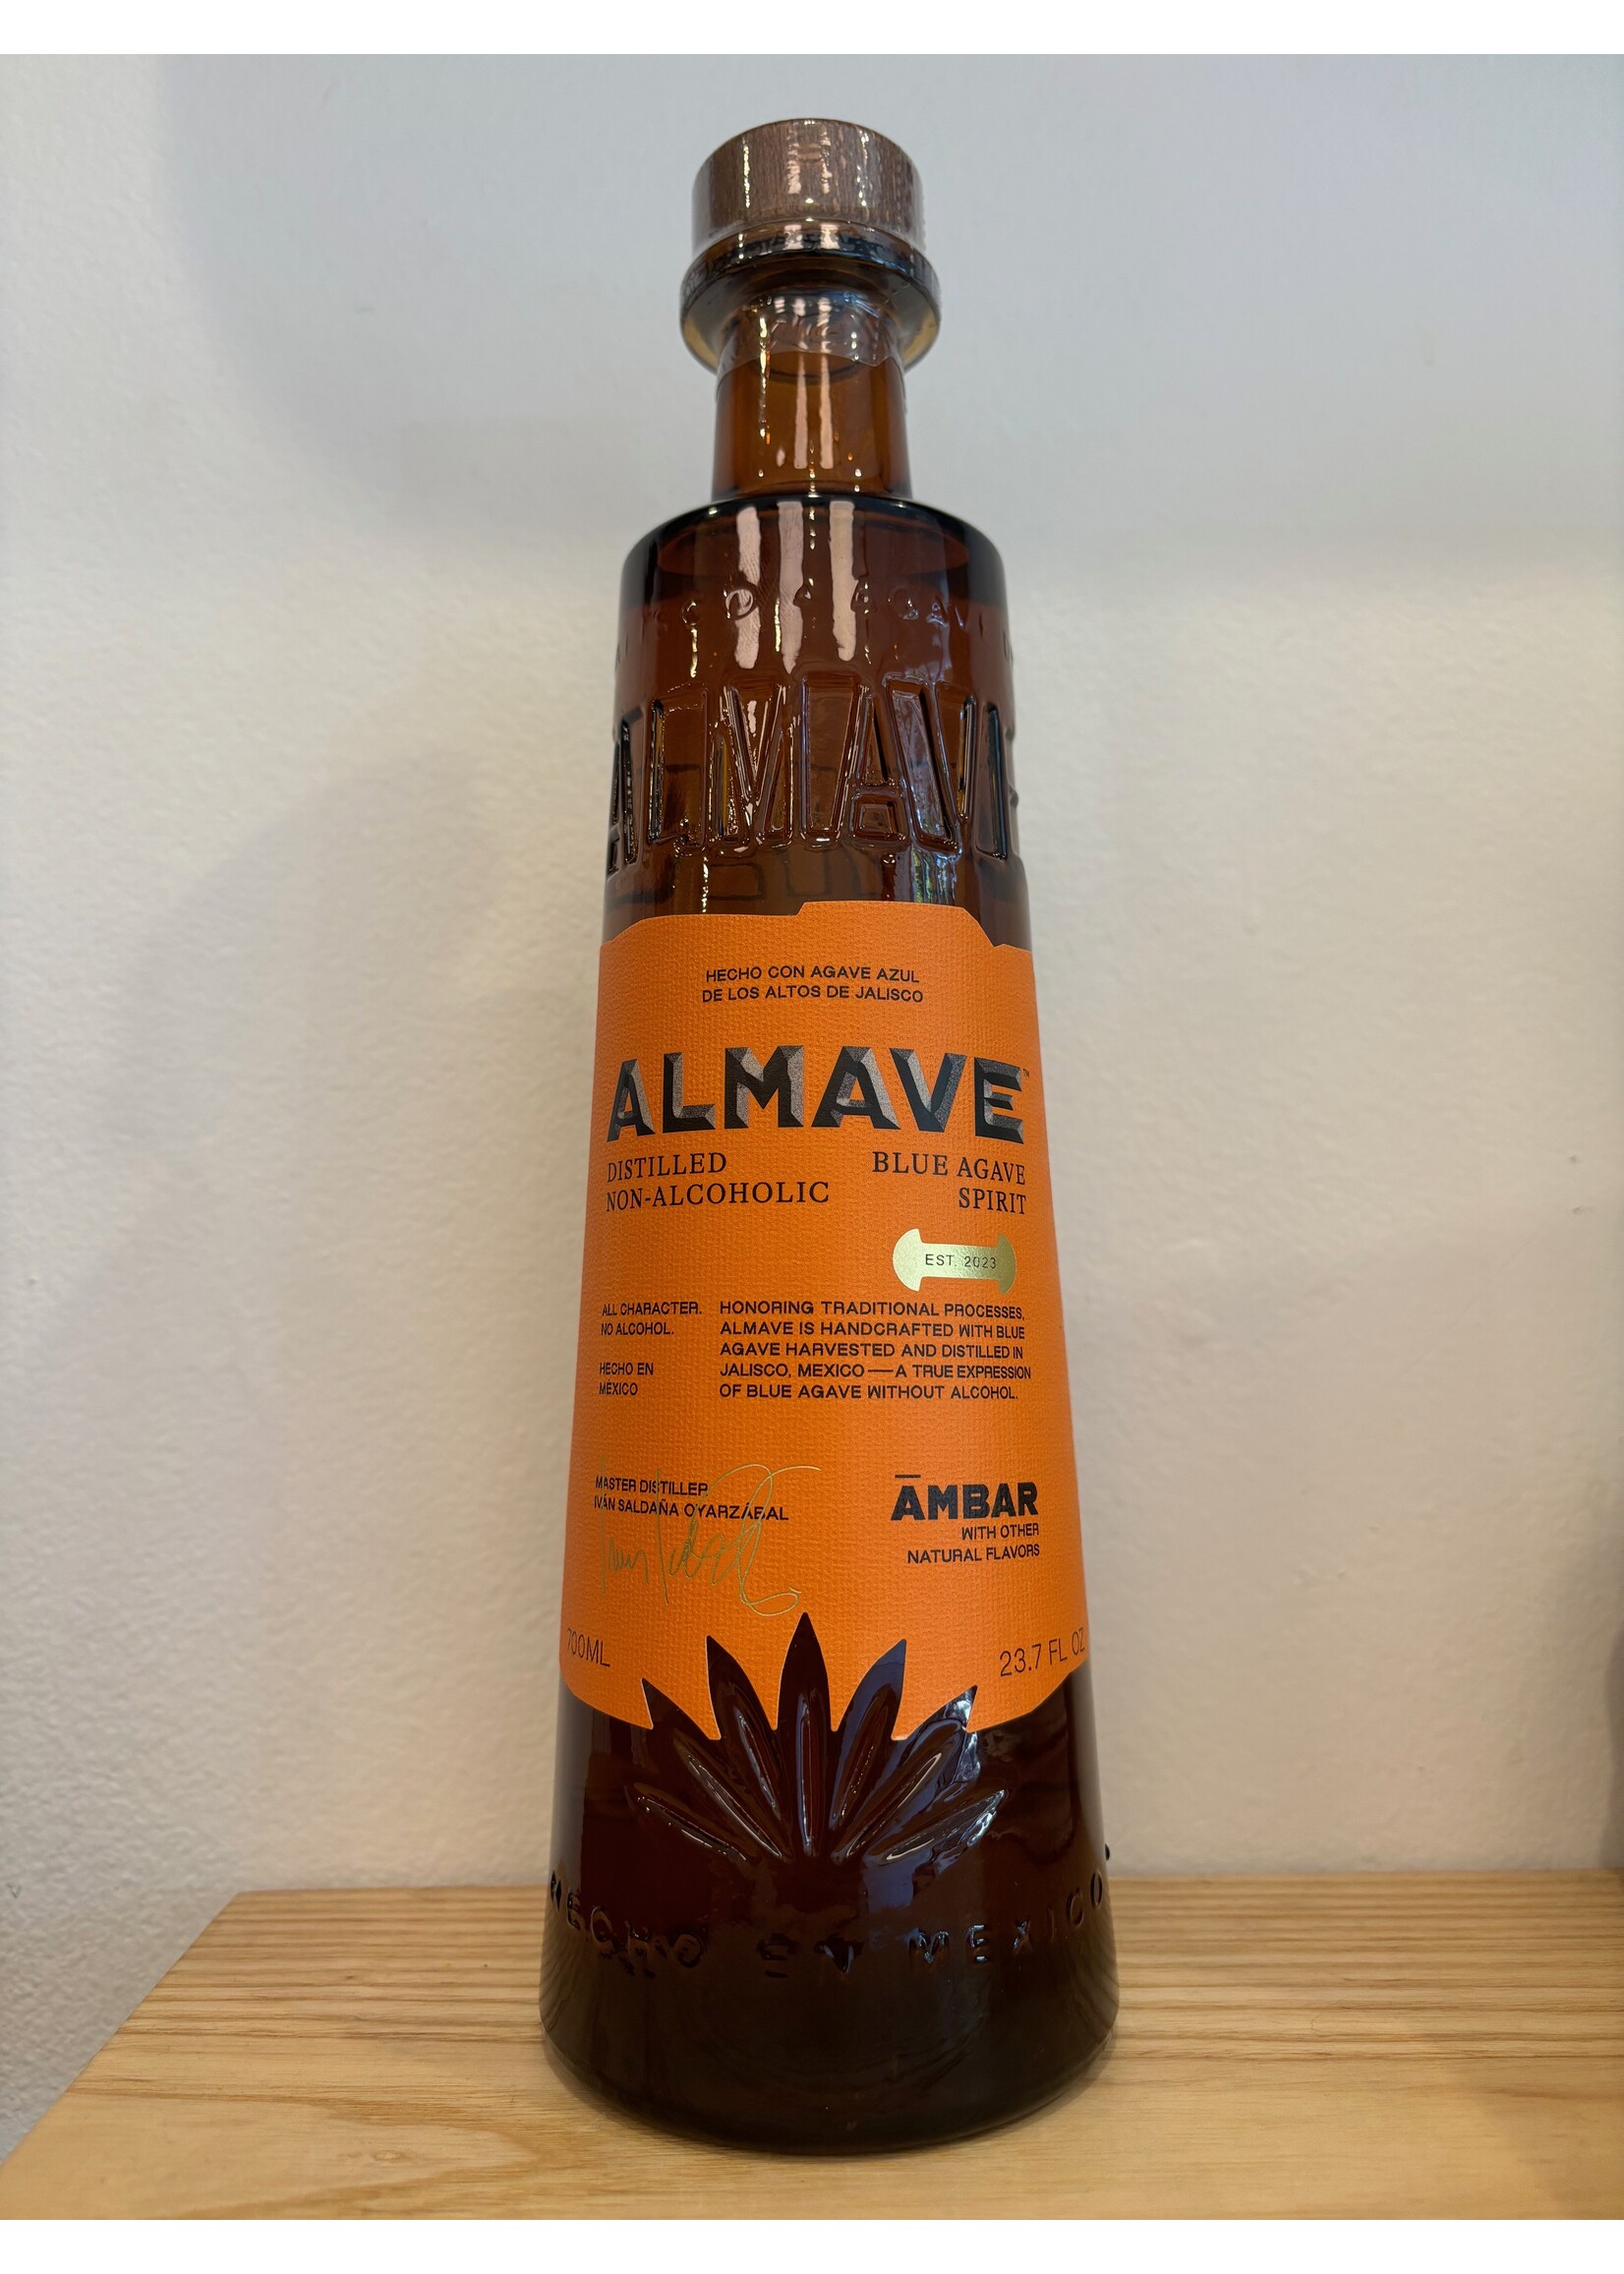 ALMAVE
HECHO CON AGAVE AZUL
DE LOS ALTOS DE JALISCO
ALMAVE™
DISTILLED
NON-ALCOHOLIC
BLUE AGAVE
SPIRIT
EST. 2023
ALL CHARACTER.
NO ALCOHOL.
HECHO EN
MÉXICO
HONORING TRADITIONAL PROCESSES,
ALMAVE IS HANDCRAFTED WITH BLUE
AGAVE HARVESTED AND DISTILLED IN
JALISCO, MEXICO — A TRUE EXPRESSION
OF BLUE AGAVE WITHOUT ALCOHOL.
MASTER DISTILLER
IVÁN SALDAÑA OYARZÁBAL
ĀMBAR
WITH OTHER
NATURAL FLAVORS
700ML
23.7 FL OZ
HECHO EN MEXICO